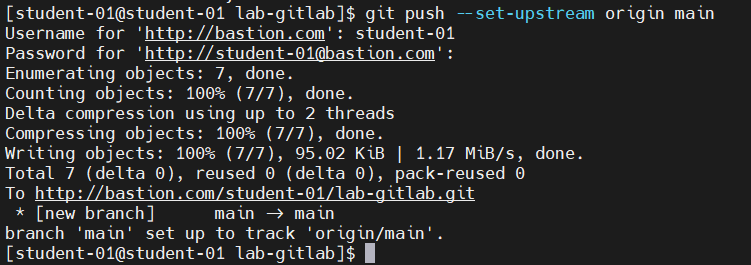 [student-01@student-01 lab-gitlab]$ git push --set-upstream origin main
Username for 'http://bastion.com': student-01
Password for 'http://student-01@bastion.com':
Enumerating objects: 7, done.
Counting objects: 100% (7/7), done.
Delta compression using up to 2 threads
Compressing objects: 100% (7/7), done.
Writing objects: 100% (7/7), 95.02 KiB | 1.17 MiB/s, done.
Total 7 (delta 0), reused 0 (delta 0), pack-reused 0
To http://bastion.com/student-01/lab-gitlab.git
 * [new branch]      main -> main
branch 'main' set up to track 'origin/main'.
[student-01@student-01 lab-gitlab]$